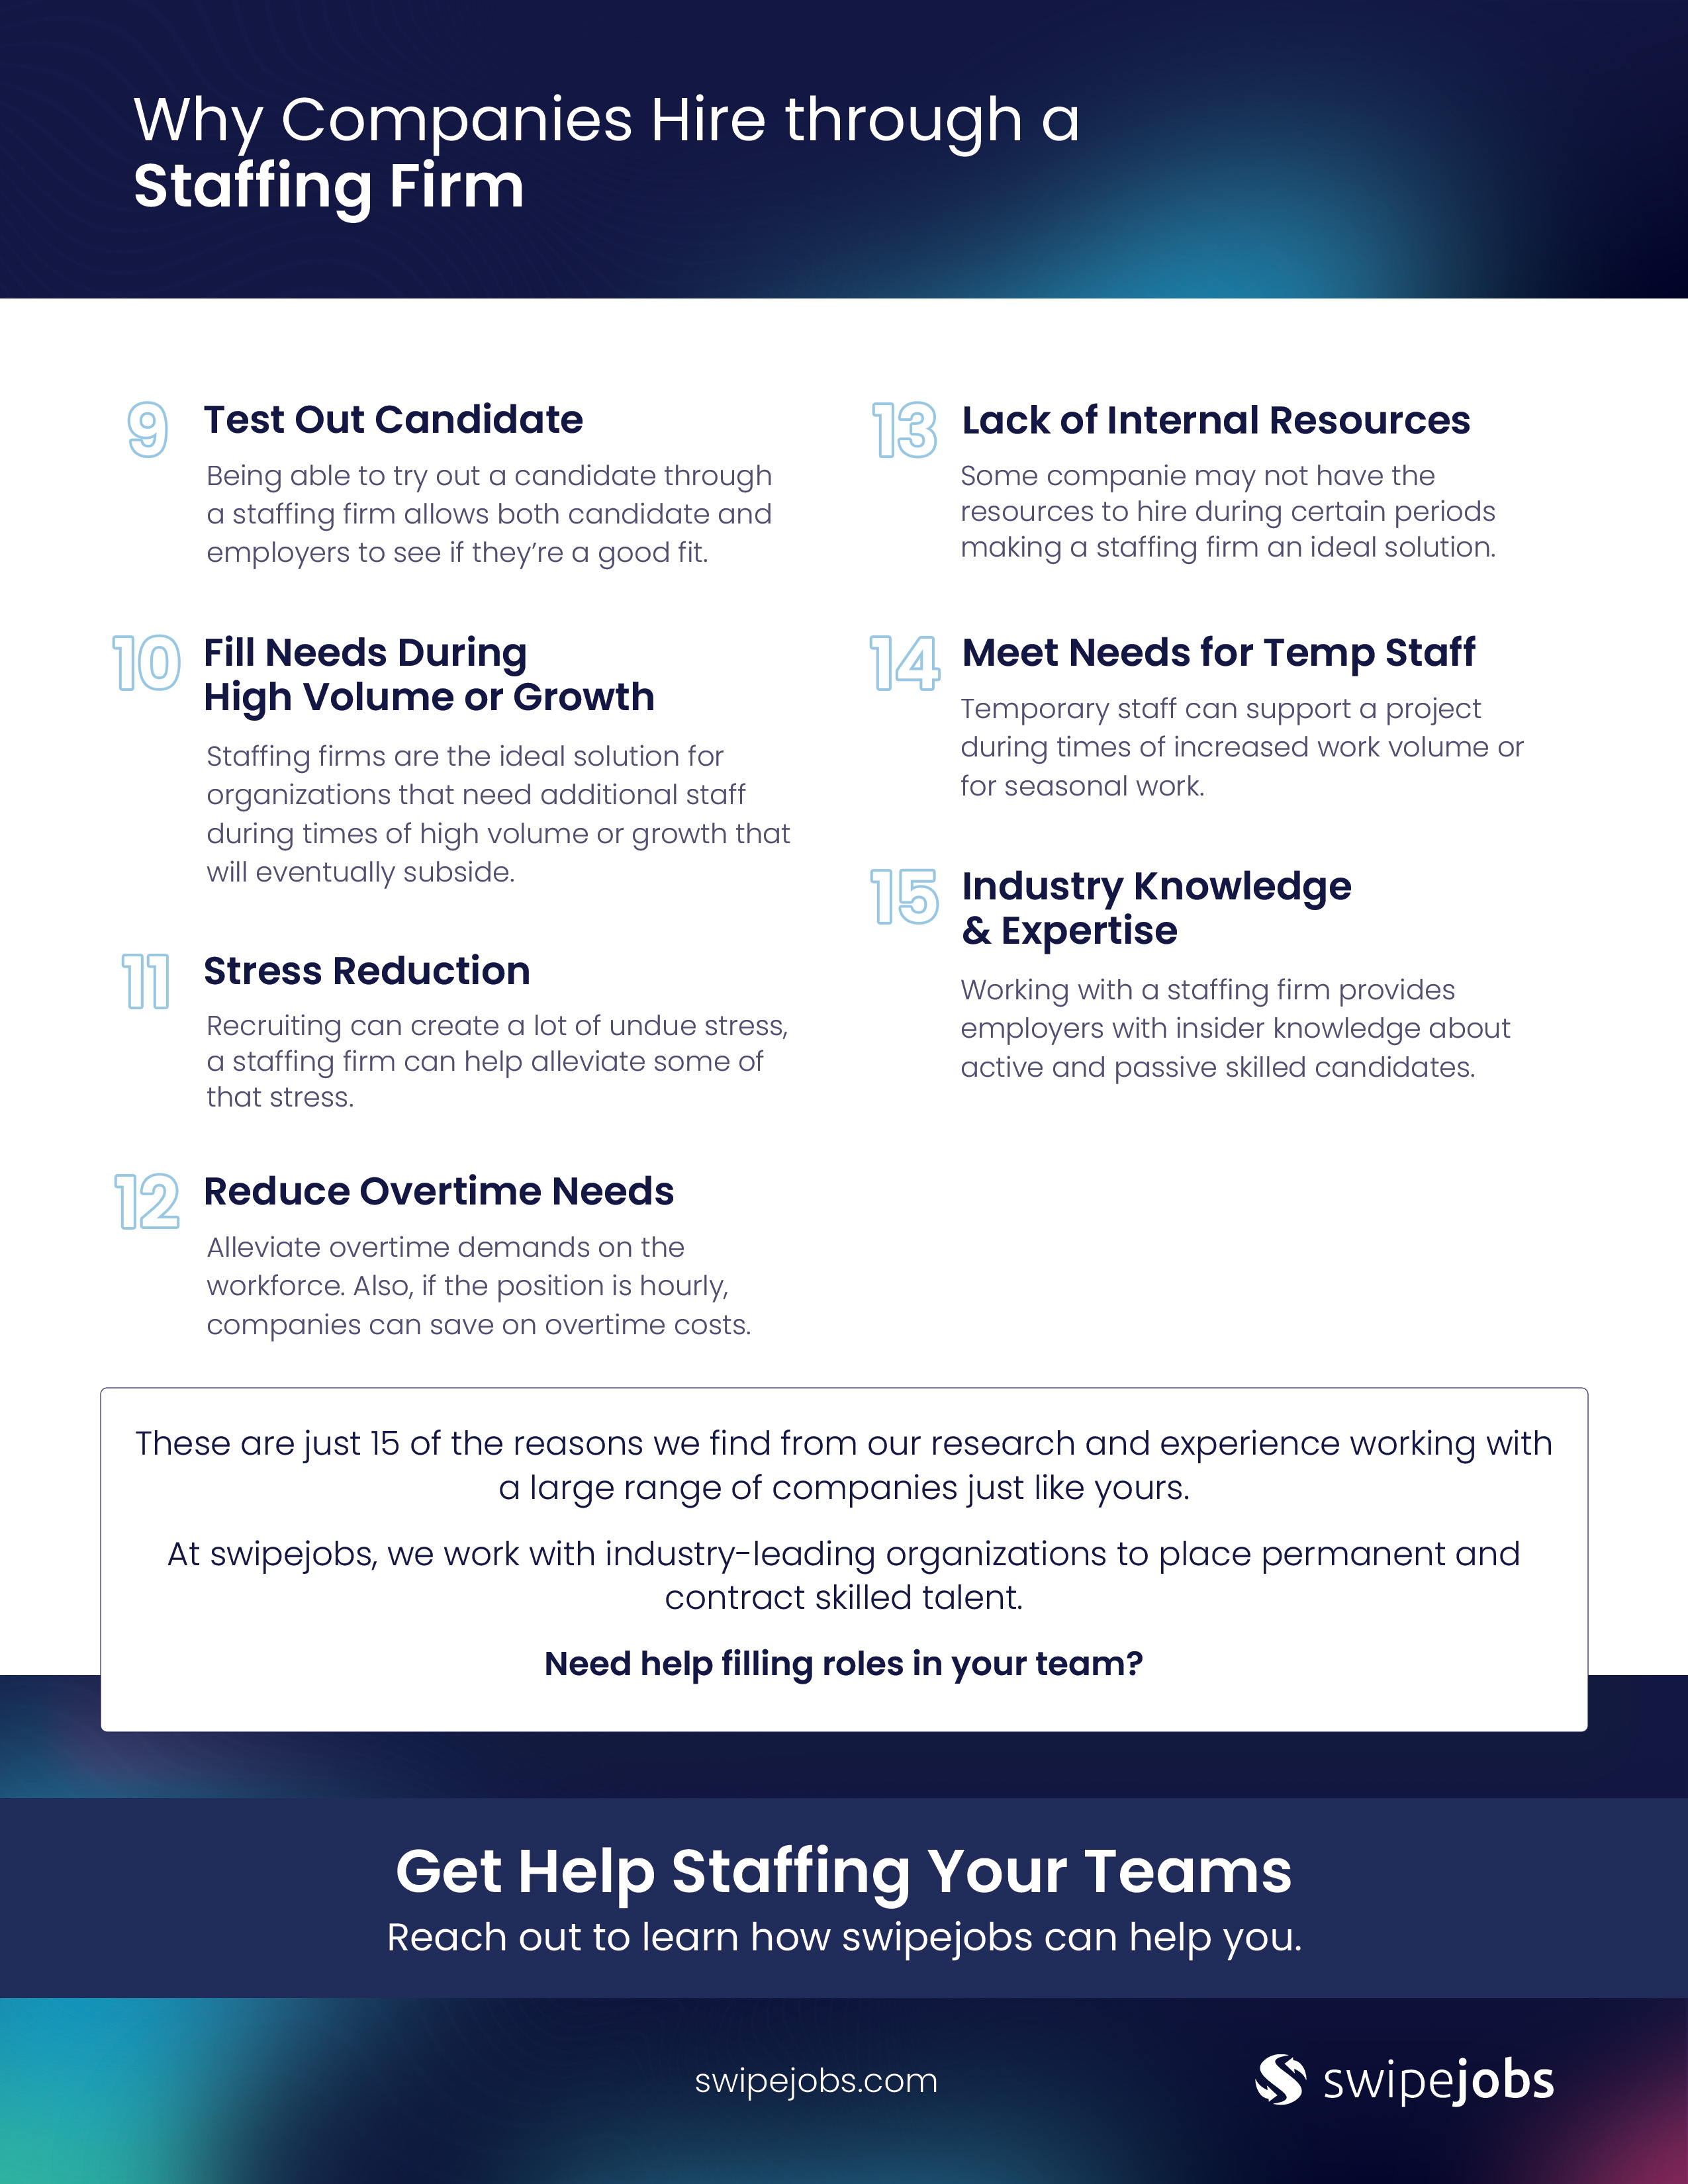 Why Companies Hire through a
Staffing Firm
9
Test Out Candidate
Being able to try out a candidate through
a staffing firm allows both candidate and
employers to see if they’re a good fit.
10
Fill Needs During
High Volume or Growth
Staffing firms are the ideal solution for
organizations that need additional staff
during times of high volume or growth that
will eventually subside.
11
Stress Reduction
Recruiting can create a lot of undue stress,
a staffing firm can help alleviate some of
that stress.
12
Reduce Overtime Needs
Alleviate overtime demands on the
workforce. Also, if the position is hourly,
companies can save on overtime costs.
13
Lack of Internal Resources
Some companie may not have the
resources to hire during certain periods
making a staffing firm an ideal solution.
14
Meet Needs for Temp Staff
Temporary staff can support a project
during times of increased work volume or
for seasonal work.
15
Industry Knowledge
& Expertise
Working with a staffing firm provides
employers with insider knowledge about
active and passive skilled candidates.
These are just 15 of the reasons we find from our research and experience working with
a large range of companies just like yours.
At swipejobs, we work with industry-leading organizations to place permanent and
contract skilled talent.
Need help filling roles in your team?
Get Help Staffing Your Teams
Reach out to learn how swipejobs can help you.
swipejobs.com
swipejobs